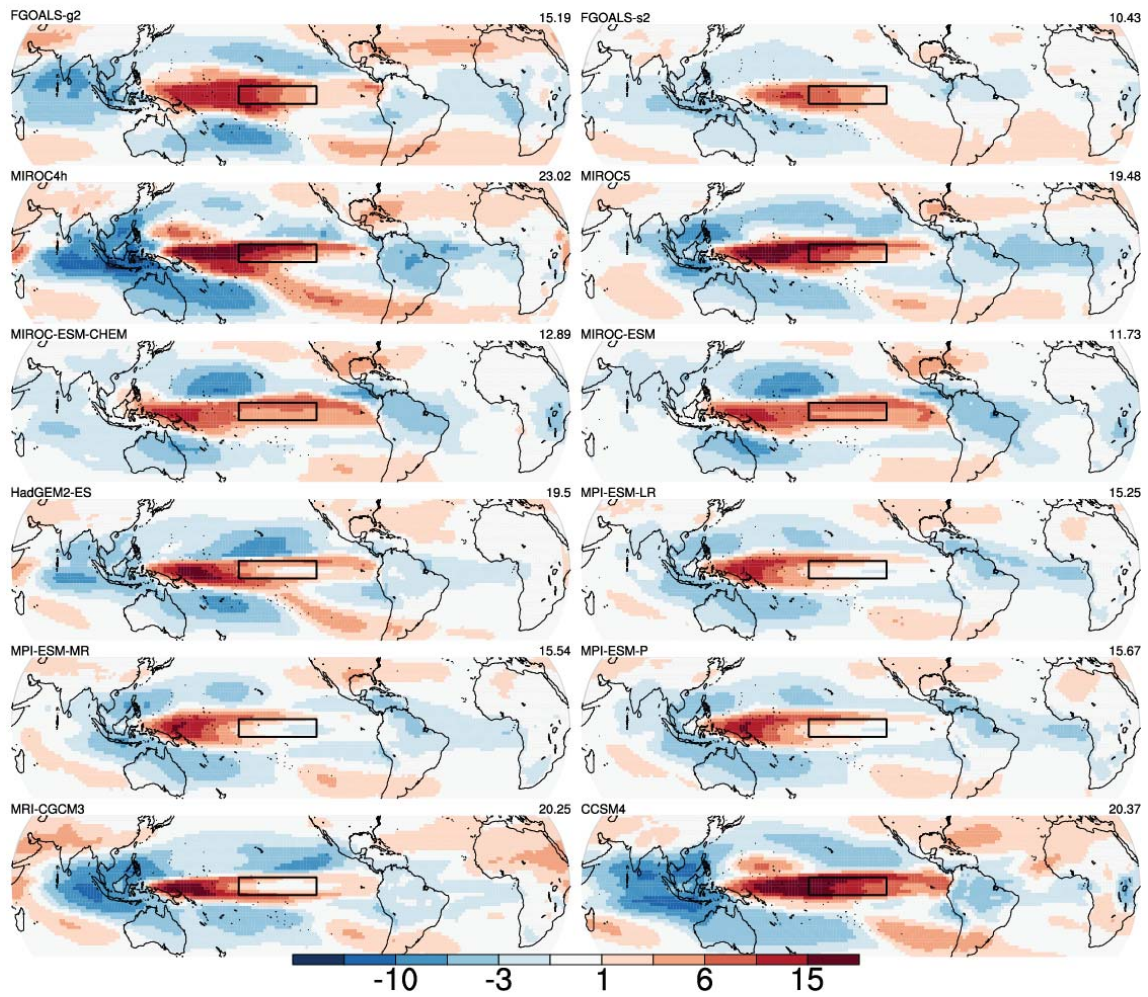 FGOALS-g2 15.19 FGOALS-s2 10.43
MIROC4h 23.02 MIROC5 19.48
MIROC-ESM-CHEM 12.89 MIROC-ESM 11.73
HadGEM2-ES 19.5 MPI-ESM-LR 15.25
MPI-ESM-MR 15.54 MPI-ESM-P 15.67
MRI-CGCM3 20.25 CCSM4 20.37
-10 -3 1 6 15